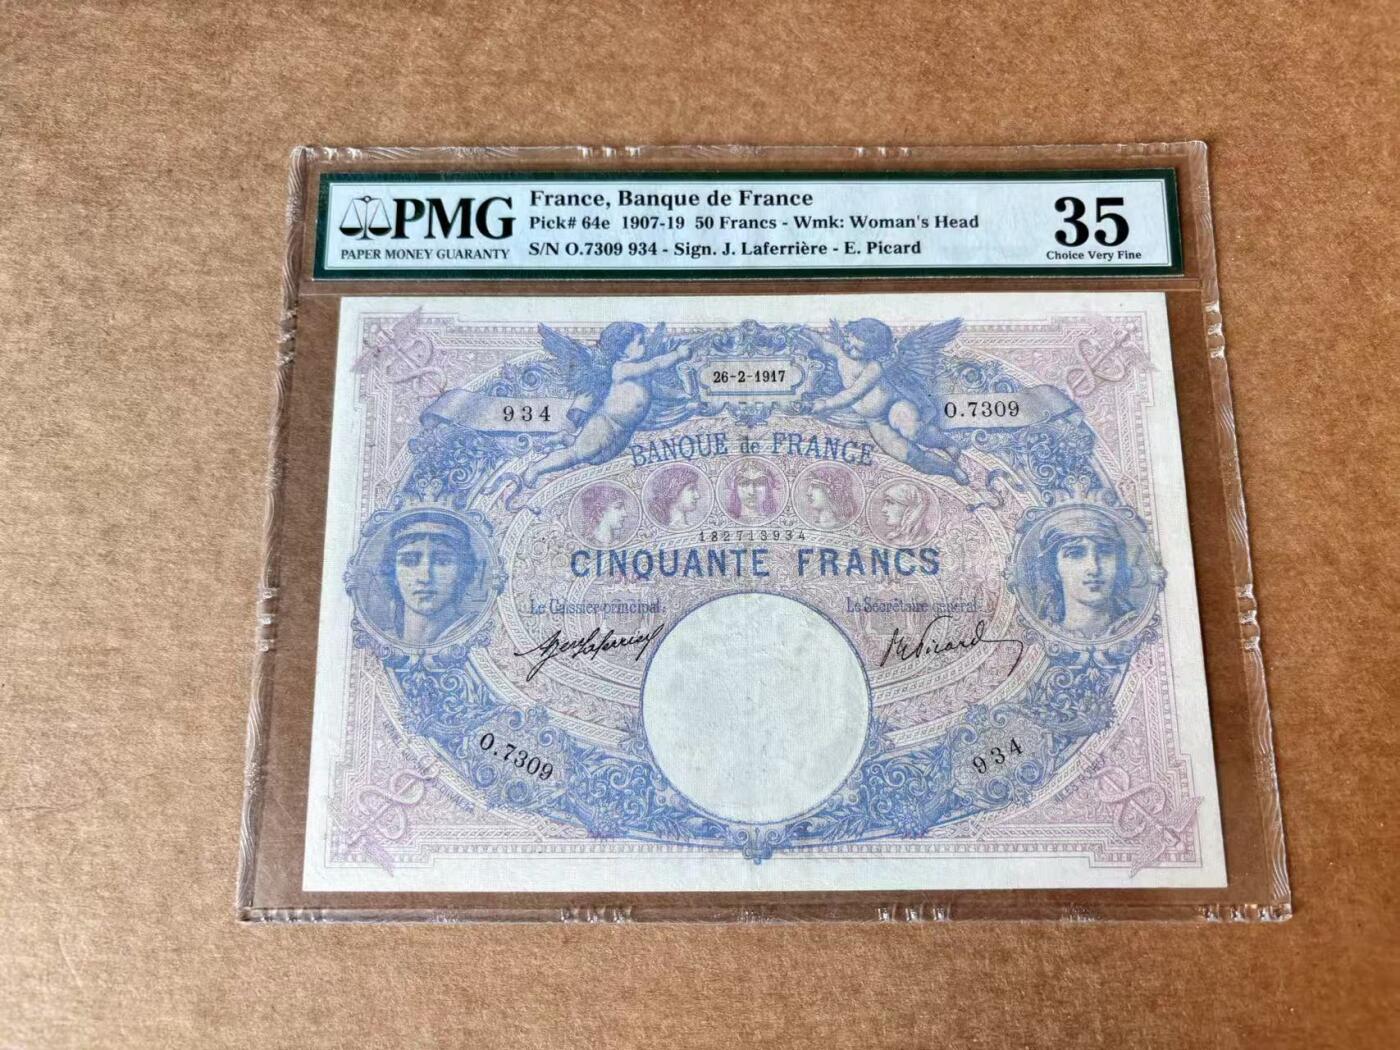 PMG
PAPER MONEY GUARANTY
France, Banque de France
Pick# 64e 1907-19 50 Francs - Wmk: Woman's Head
S/N O.7309 934 - Sign. J. Laferrière - E. Picard
35
Choice Very Fine
26-2-1917
934
O.7309
BANQUE de FRANCE
182713934
CINQUANTE FRANCS
Le Caissier principal:
Le Secrétaire général:
O.7309
934